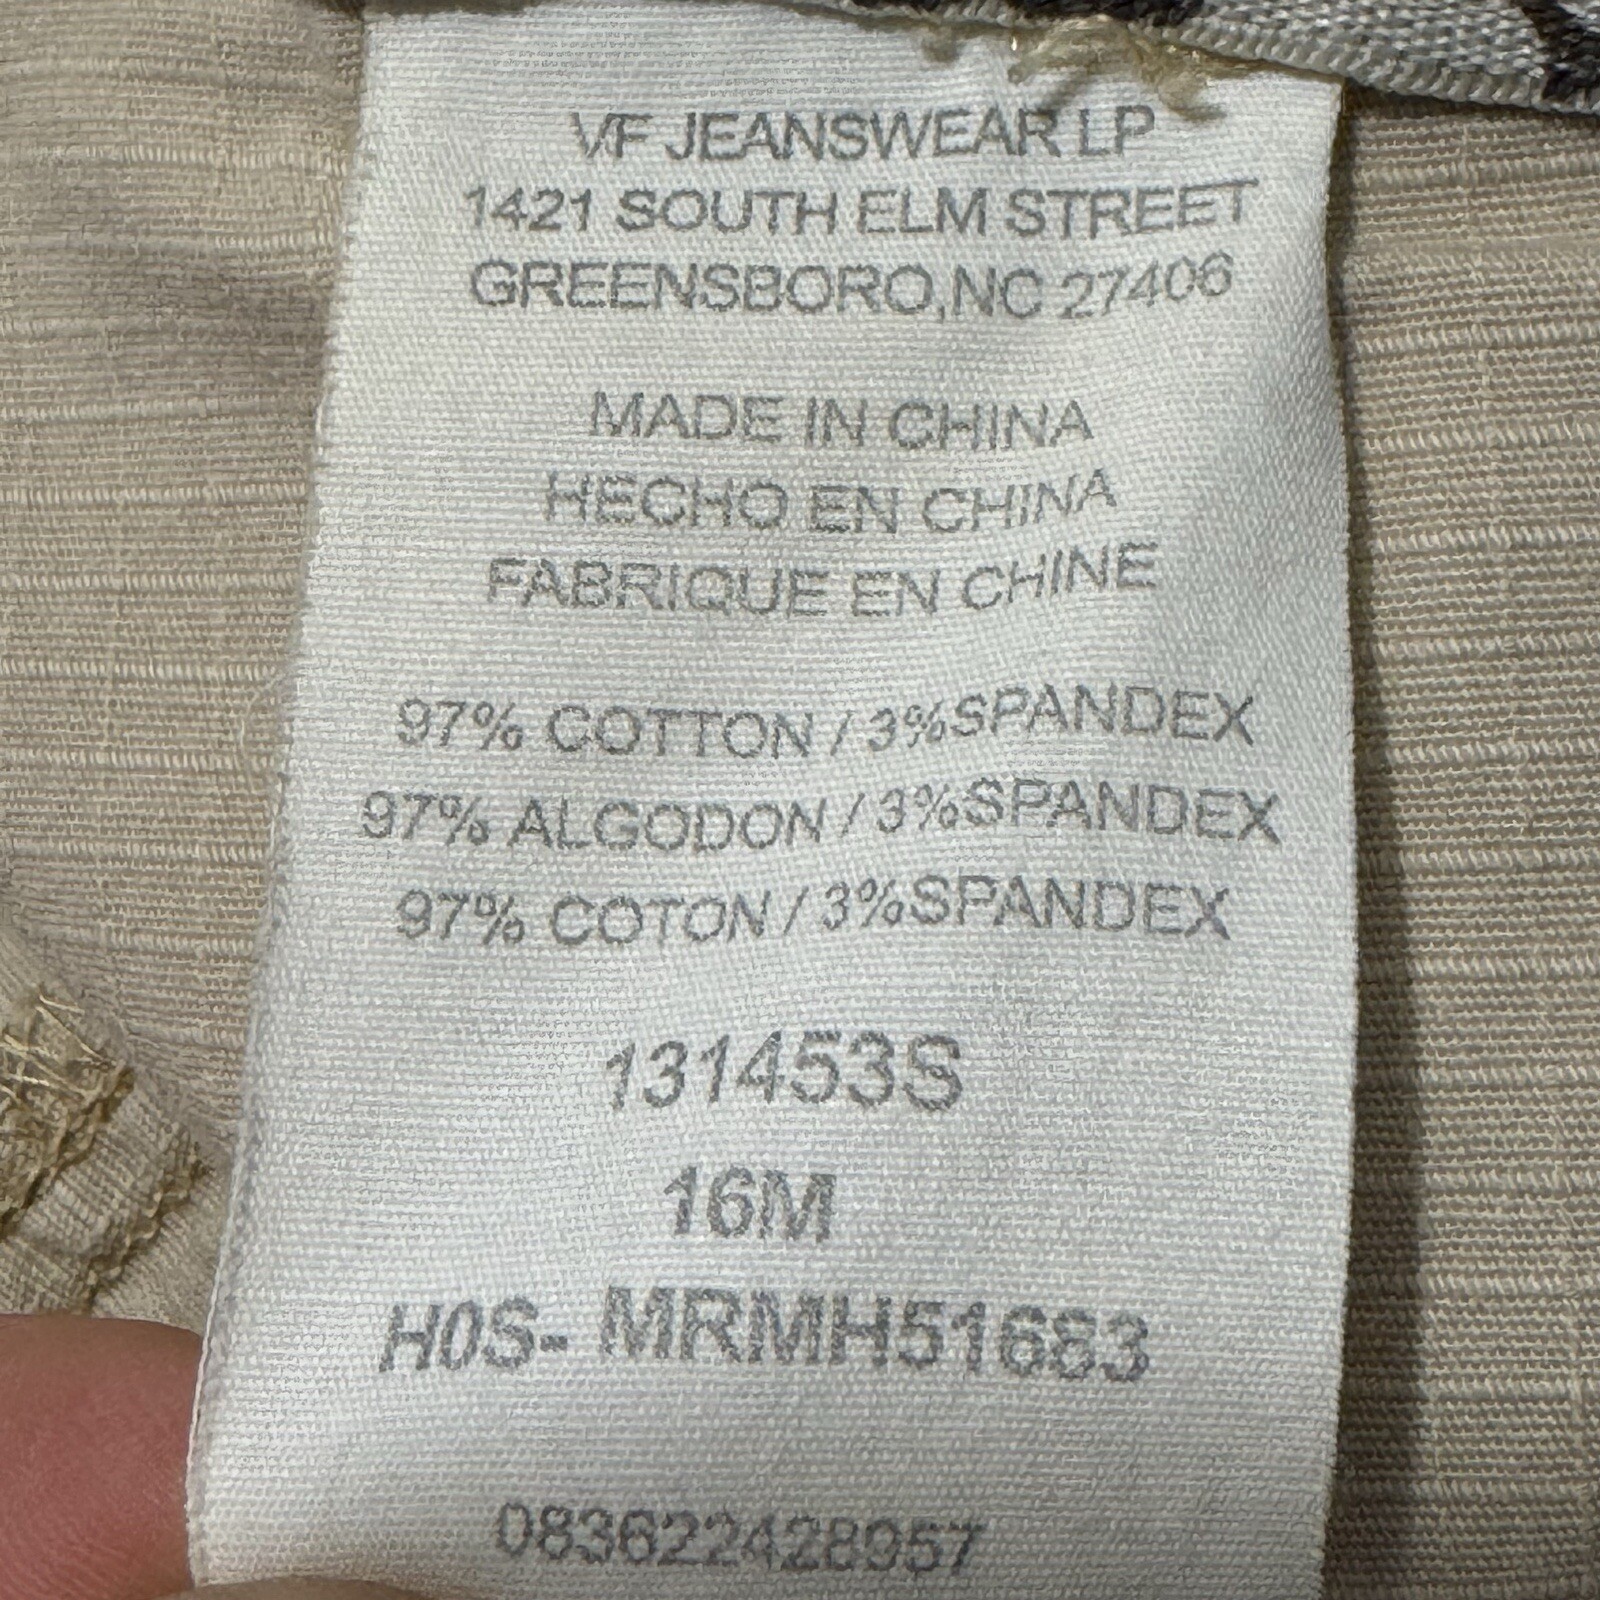 VF JEANSWEAR LP
1421 SOUTH ELM STREET
GREENSBORO,NC 27406
MADE IN CHINA
HECHO EN CHINA
FABRIQUE EN CHINE
97% COTTON / 3%SPANDEX
97% ALGODON / 3%SPANDEX
97% COTON / 3%SPANDEX
131453S
16M
H0S- MRMH51683
083622428957